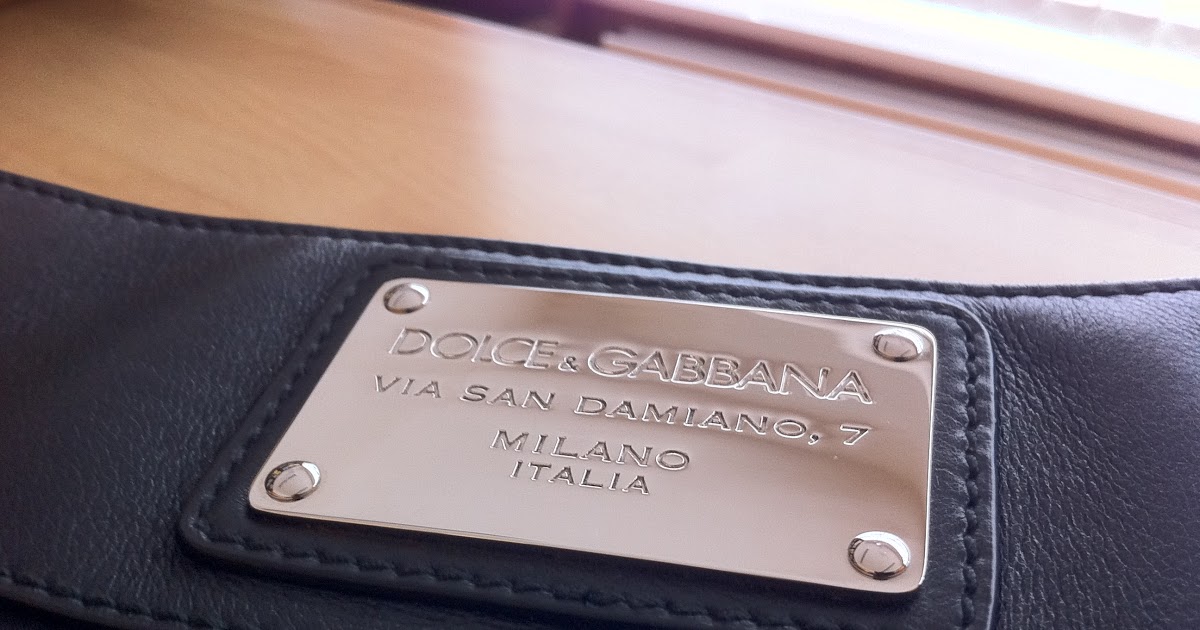 DOLCE&GABBANA
VIA SAN DAMIANO, 7
MILANO
ITALIA